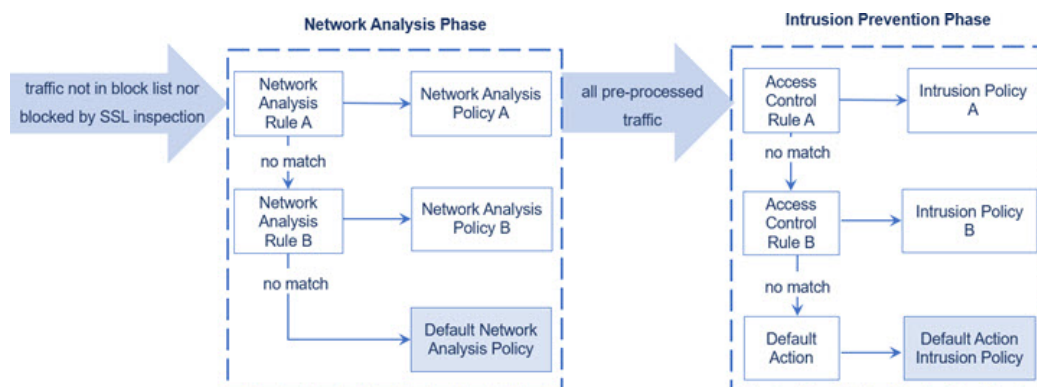 Network Analysis Phase
Intrusion Prevention Phase
traffic not in block list nor
blocked by SSL inspection
Network
Analysis
Rule A
Network Analysis
Policy A
no match
Network
Analysis
Rule B
Network Analysis
Policy B
no match
Default Network
Analysis Policy
all pre-processed
traffic
Access
Control
Rule A
Intrusion Policy
A
no match
Access
Control
Rule B
Intrusion Policy
B
no match
Default
Action
Default Action
Intrusion Policy